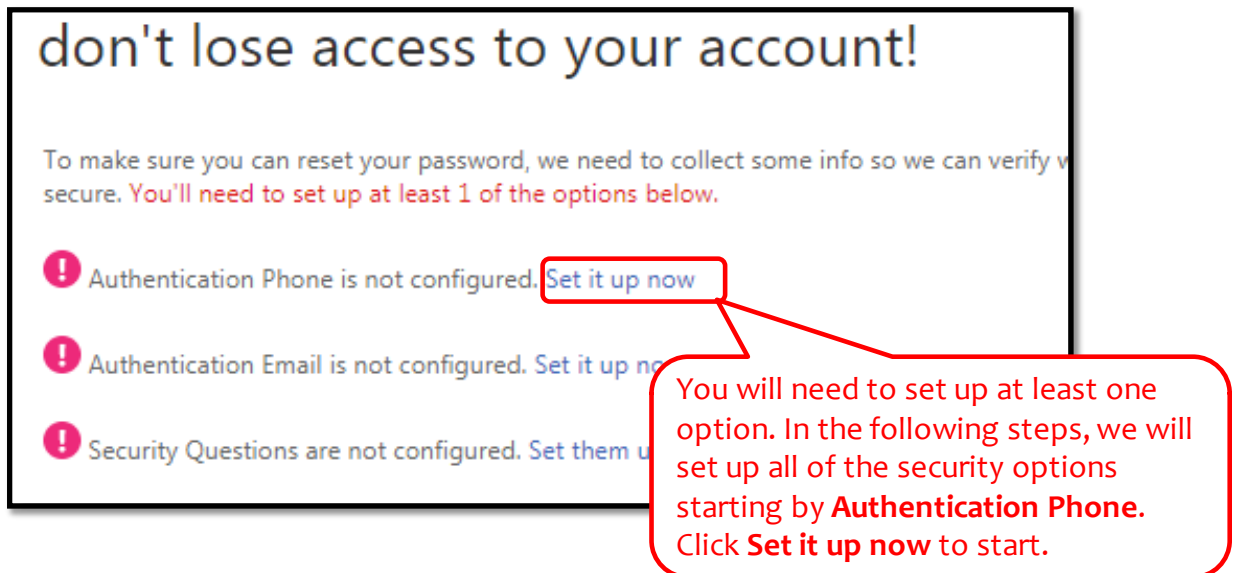 don't lose access to your account!
To make sure you can reset your password, we need to collect some info so we can verify
secure. You'll need to set up at least 1 of the options below.
Authentication Phone is not configured. Set it up now
Authentication Email is not configured. Set it up
Security Questions are not configured. Set them
You will need to set up at least one
option. In the following steps, we will
set up all of the security options
starting by Authentication Phone.
Click Set it up now to start.